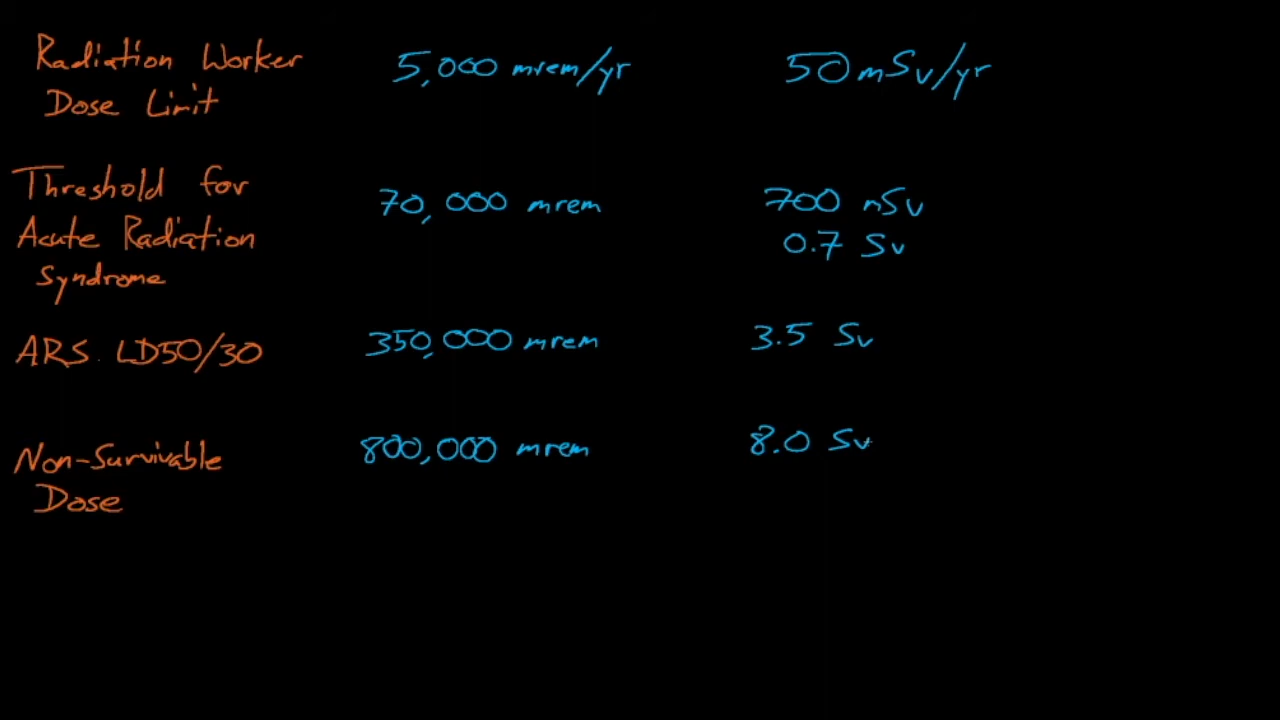 Radiation Worker
Dose Limit
5,000 mrem/yr
50 mSv/yr
Threshold for
Acute Radiation
Syndrome
70,000 mrem
700 mSv
0.7 Sv
ARS. LD50/30
350,000 mrem
3.5 Sv
Non-Survivable
Dose
800,000 mrem
8.0 Sv